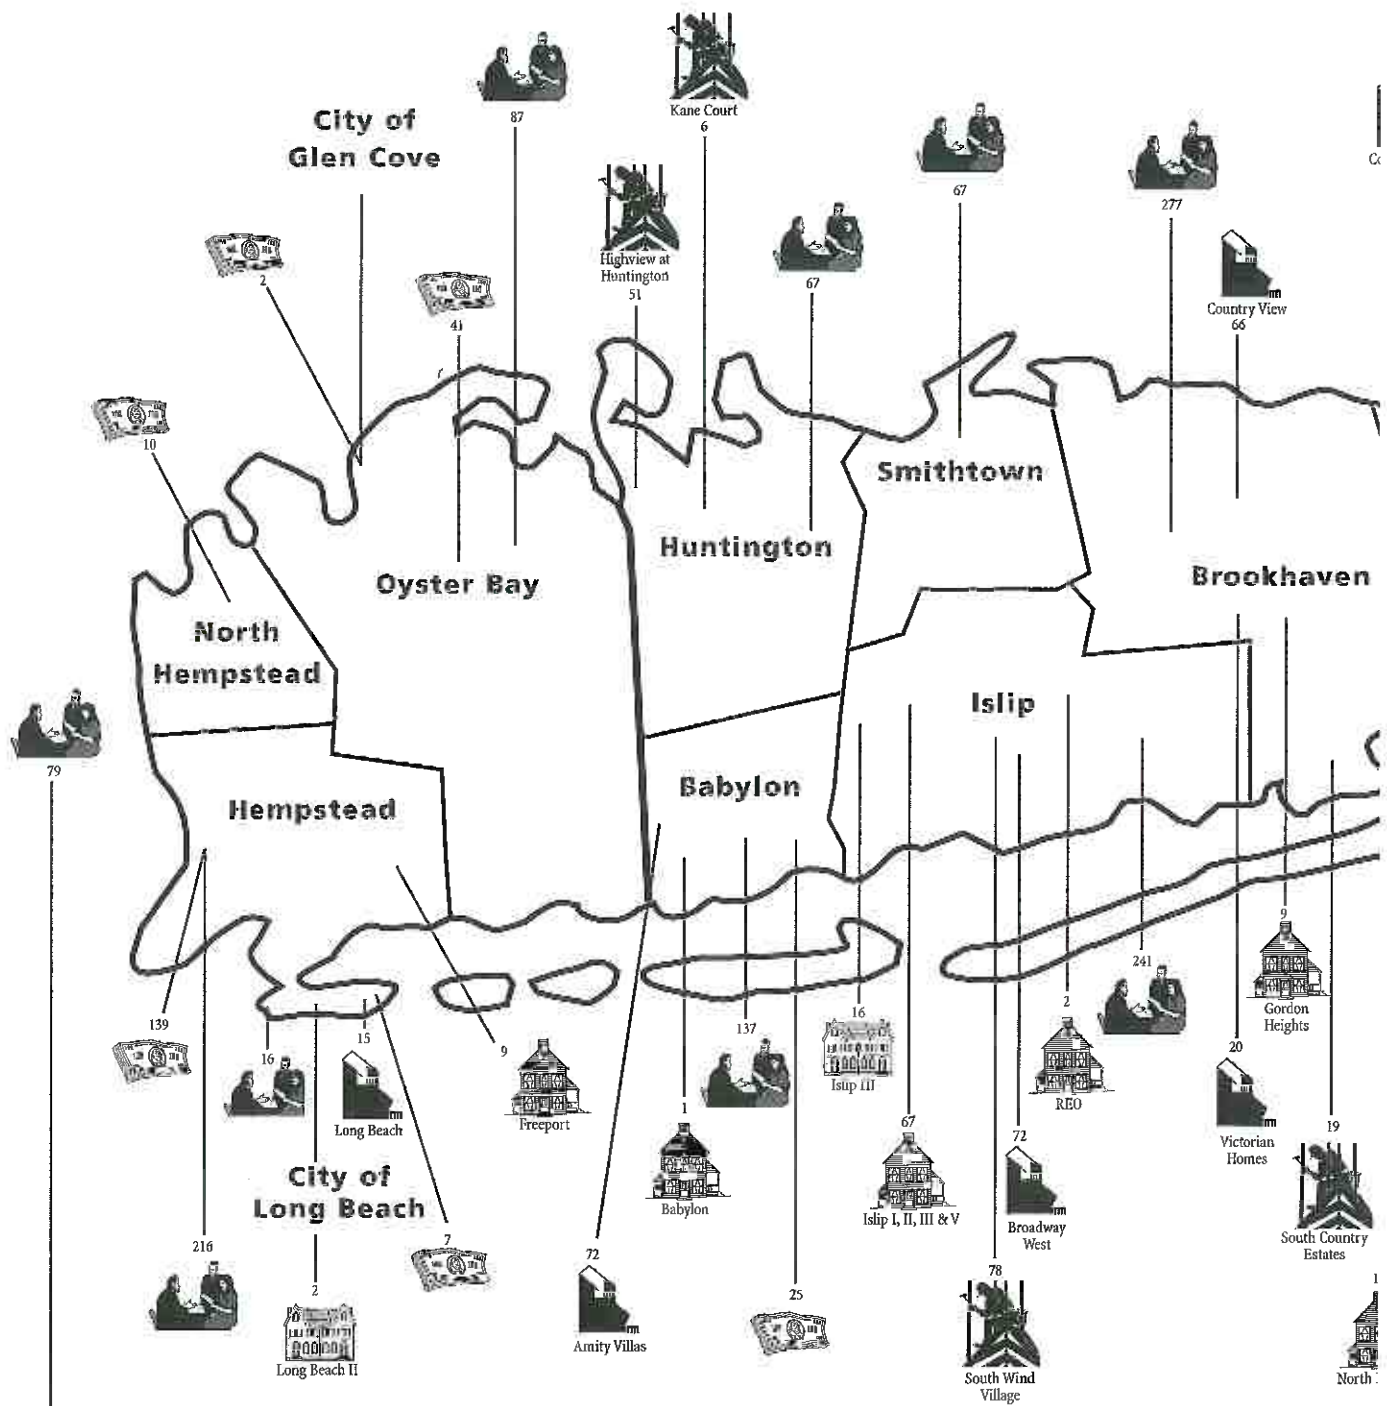 87
Kane Court
6
City of
Glen Cove
67
277
2
Highview at
Huntington
51
67
41
Country View
66
10
Smithtown
Huntington
Brookhaven
Oyster Bay
North
Hempstead
Islip
79
Babylon
Hempstead
9
Gordon
Heights
241
2
REO
139
16
15
9
137
16
Islip III
20
Victorian
Homes
Long Beach
Freeport
1
Babylon
67
Islip I, II, III & V
72
Broadway
West
19
South Country
Estates
City of
Long Beach
216
7
72
Amity Villas
2
Long Beach II
25
78
South Wind
Village
North